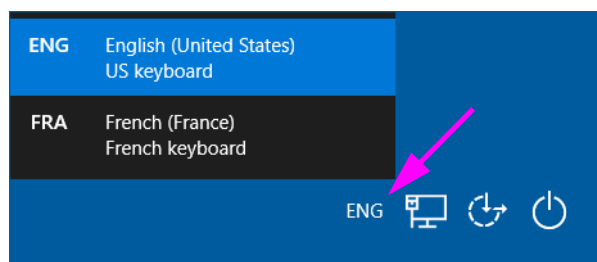 ENG English (United States)
US keyboard
FRA French (France)
French keyboard
ENG